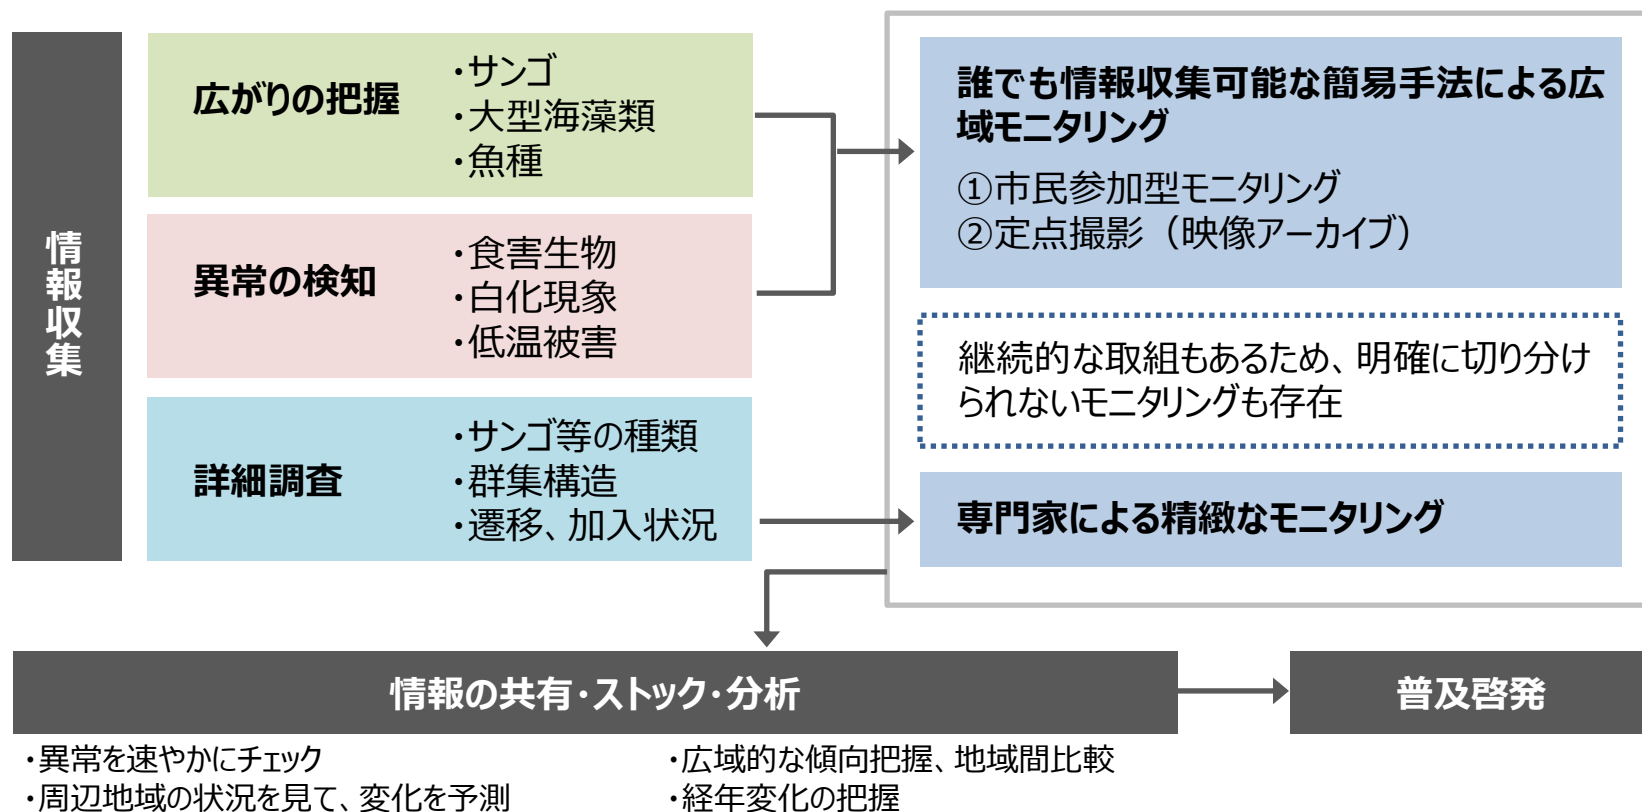 情報収集
広がりの把握
・サンゴ
・大型海藻類
・魚種
異常の検知
・食害生物
・白化現象
・低温被害
詳細調査
・サンゴ等の種類
・群集構造
・遷移、加入状況
誰でも情報収集可能な簡易手法による広
域モニタリング
①市民参加型モニタリング
②定点撮影（映像アーカイブ）
継続的な取組もあるため、明確に切り分け
られないモニタリングも存在
専門家による精緻なモニタリング
情報の共有・ストック・分析
普及啓発
・異常を速やかにチェック
・周辺地域の状況を見て、変化を予測
・広域的な傾向把握、地域間比較
・経年変化の把握